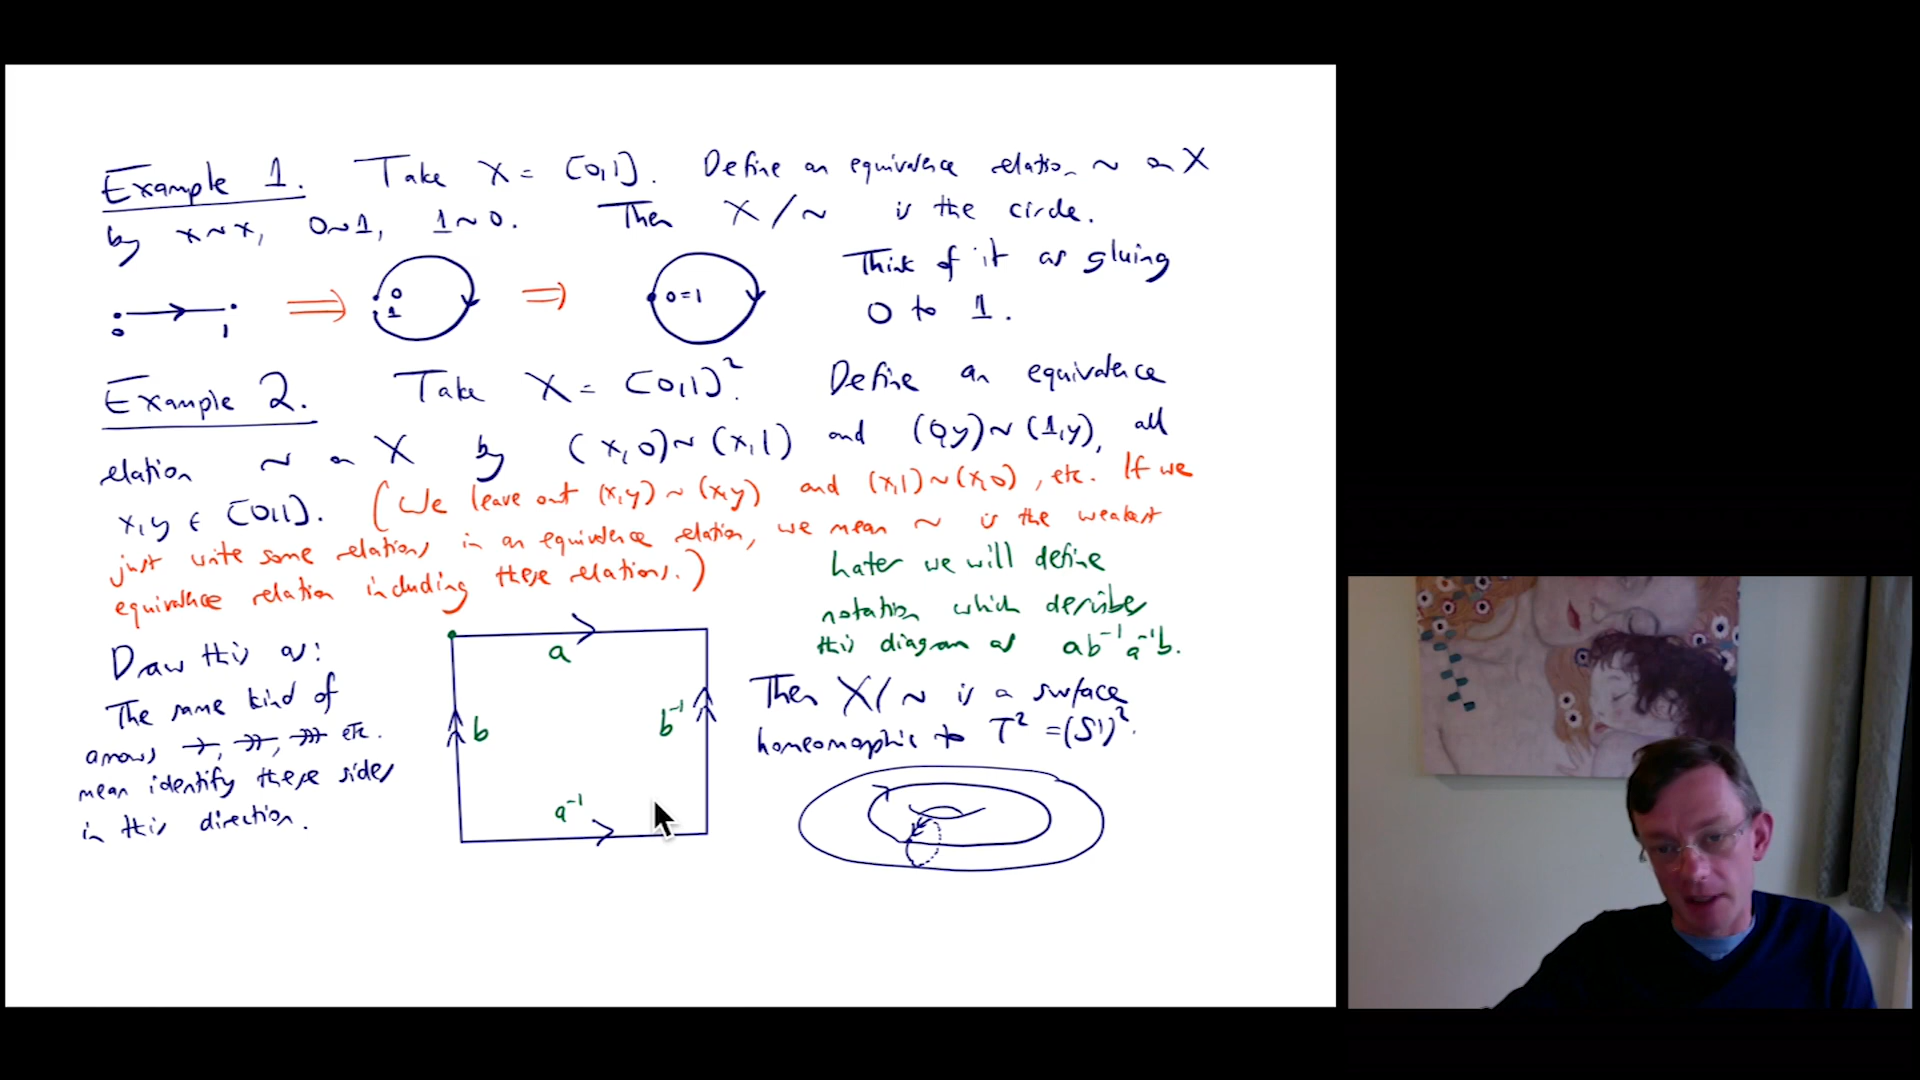 Example 1. Take X = [0,1]. Define an equivalence relation ~ on X
by x~x, 0~1, 1~0. Then X/~ is the circle.
Think of it as gluing
0 to 1.
0 1
0
1
0=1
Example 2. Take X = [0,1]². Define an equivalence
relation ~ on X by (x,0)~(x,1) and (0,y)~(1,y), all
x,y ∈ [0,1]. (We leave out (x,y)~(x,y) and (x,1)~(x,0), etc. If we
just write some relations in an equivalence relation, we mean ~ is the weakest
equivalence relation including these relations.)
Later we will define
notation which describes
this diagram as ab⁻¹a⁻¹b.
Draw this as:
The same kind of
arrows →, →→, →→→ etc.
mean identify these sides
in this direction.
a
b
b⁻¹
a⁻¹
Then X/~ is a surface
homeomorphic to T² = (S¹)².